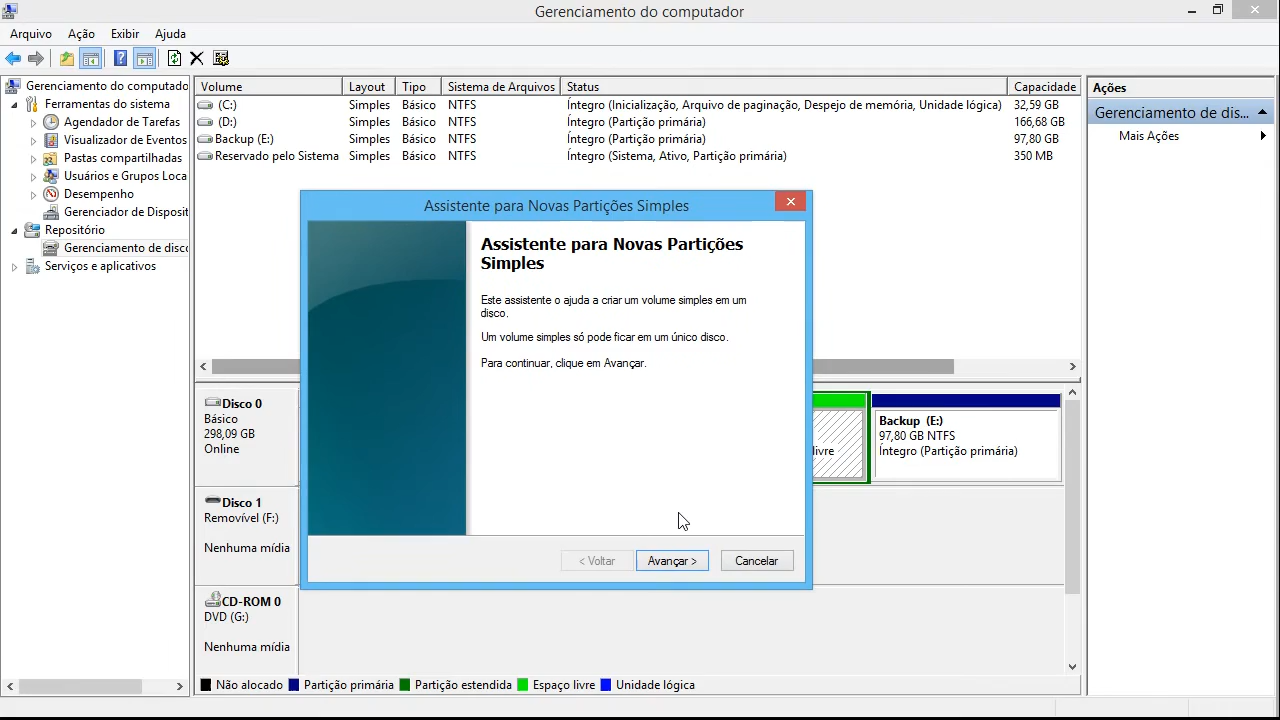 Gerenciamento do computador
Arquivo Ação Exibir Ajuda
Gerenciamento do computado
Ferramentas do sistema
Agendador de Tarefas
Visualizador de Eventos
Pastas compartilhadas
Usuários e Grupos Loca
Desempenho
Gerenciador de Disposit
Repositório
Gerenciamento de disco
Serviços e aplicativos
Volume Layout Tipo Sistema de Arquivos Status Capacidade
(C:) Simples Básico NTFS Íntegro (Inicialização, Arquivo de paginação, Despejo de memória, Unidade lógica) 32,59 GB
(D:) Simples Básico NTFS Íntegro (Partição primária) 166,68 GB
Backup (E:) Simples Básico NTFS Íntegro (Partição primária) 97,80 GB
Reservado pelo Sistema Simples Básico NTFS Íntegro (Sistema, Ativo, Partição primária) 350 MB
Ações
Gerenciamento de dis...
Mais Ações
Assistente para Novas Partições Simples
Assistente para Novas Partições
Simples
Este assistente o ajuda a criar um volume simples em um
disco.
Um volume simples só pode ficar em um único disco.
Para continuar, clique em Avançar.
< Voltar Avançar > Cancelar
Disco 0
Básico
298,09 GB
Online
livre
Backup (E:)
97,80 GB NTFS
Íntegro (Partição primária)
Disco 1
Removível (F:)
Nenhuma mídia
CD-ROM 0
DVD (G:)
Nenhuma mídia
Não alocado Partição primária Partição estendida Espaço livre Unidade lógica